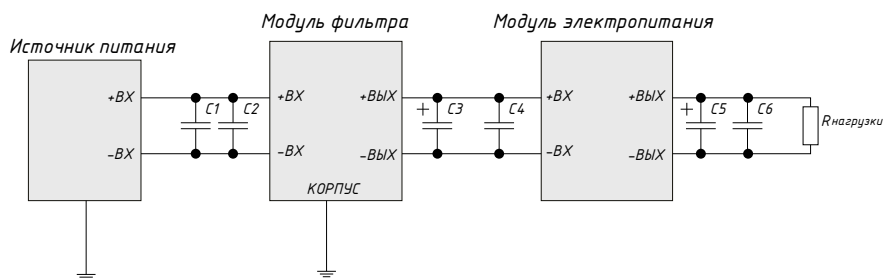 Модуль фильтра
Модуль электропитания
Источник питания
+ВХ
C1
C2
+ВХ
+ВЫХ
+
C3
C4
+ВХ
+ВЫХ
+
C5
C6
Rнагрузки
-ВХ
-ВХ
-ВЫХ
-ВХ
-ВЫХ
КОРПУС